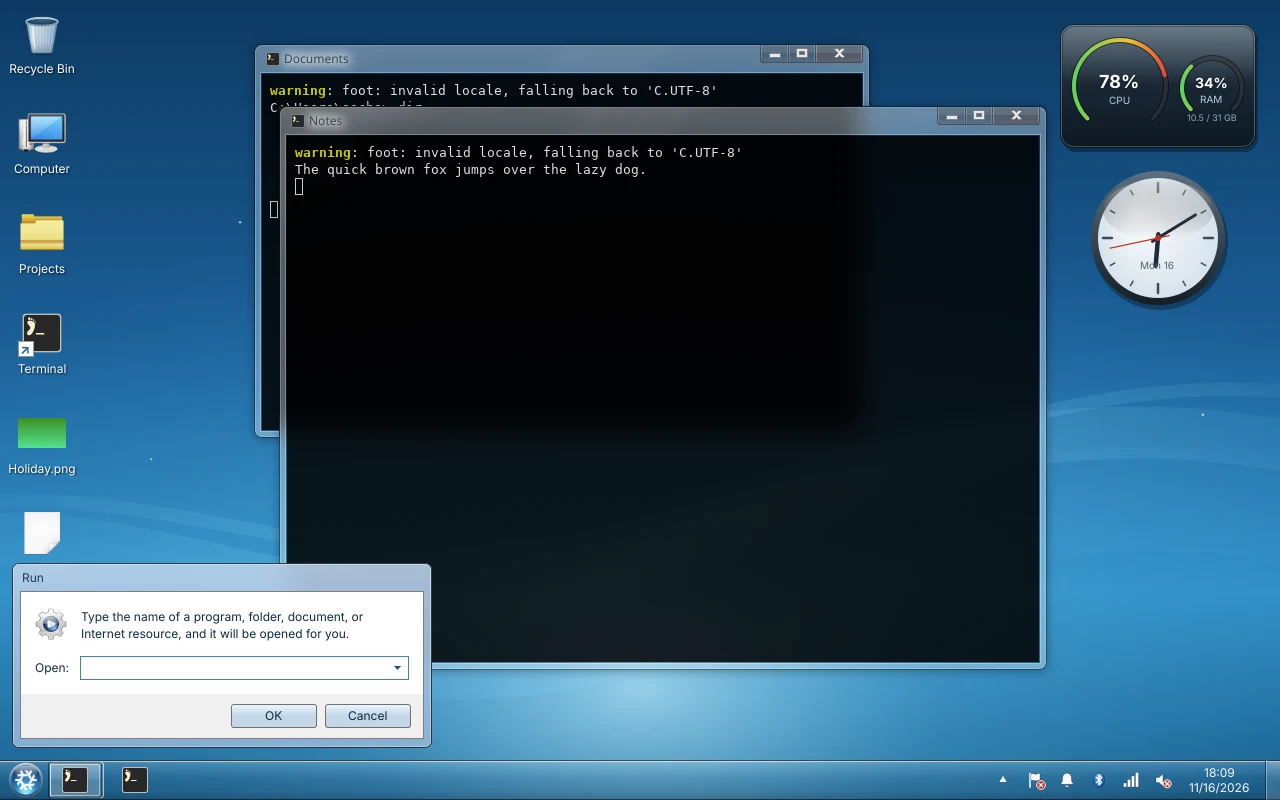 Recycle Bin
Computer
Projects
Terminal
Holiday.png
Documents
warning: foot: invalid locale, falling back to 'C.UTF-8'
Notes
warning: foot: invalid locale, falling back to 'C.UTF-8'
The quick brown fox jumps over the lazy dog.
78%
CPU
34%
RAM
10.5 / 31 GB
Mon 16
Run
Type the name of a program, folder, document, or
Internet resource, and it will be opened for you.
Open:
OK
Cancel
18:09
11/16/2026